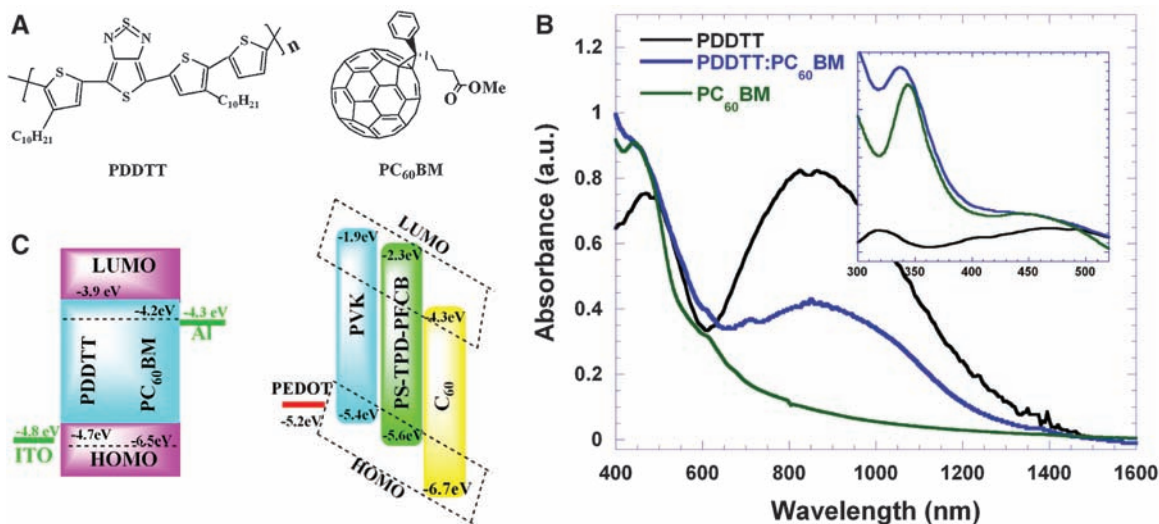 A
S
N N
S
S
S
S
n
C10H21
C10H21
PDDTT
OMe
O
PC60BM
B
PDDTT
PDDTT:PC60BM
PC60BM
Absorbance (a.u.)
1.2
1
0.8
0.6
0.4
0.2
0
400 600 800 1000 1200 1400 1600
Wavelength (nm)
300 350 400 450 500
C
LUMO
-3.9 eV
-4.2eV
-4.3 eV
Al
PDDTT
PC60BM
-4.8 eV
ITO
-4.7eV
-6.5eV
HOMO
LUMO
-1.9eV
-2.3eV
-4.3eV
PVK
PS-TPD-PFCB
C60
PEDOT
-5.2eV
-5.4eV
-5.6eV
-6.7eV
HOMO